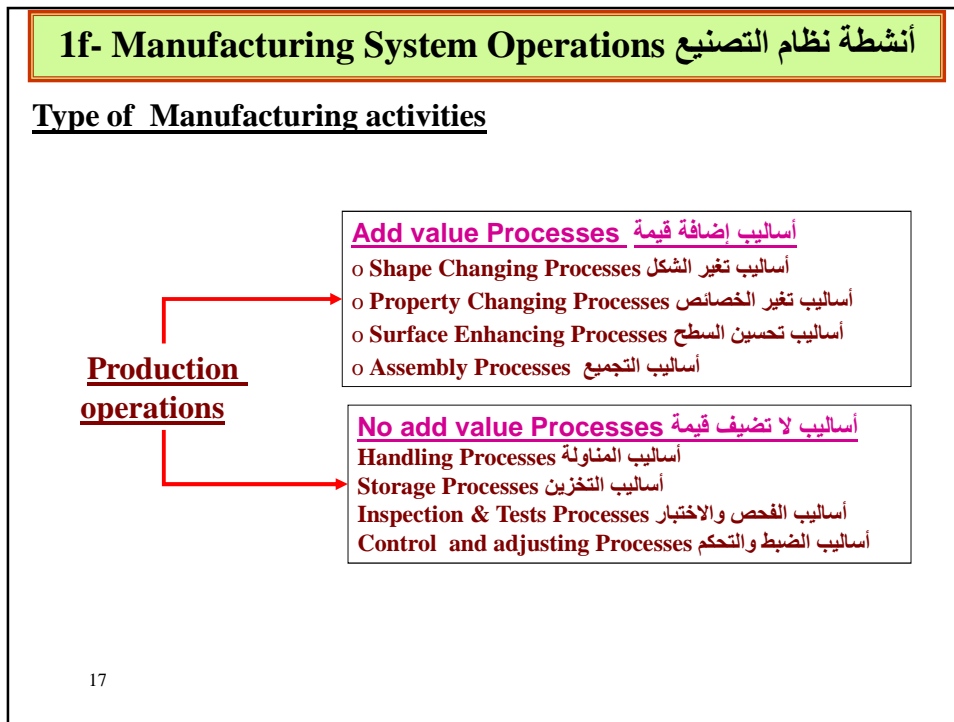 1f- Manufacturing System Operations أنشطة نظام التصنيع
Type of Manufacturing activities
Add value Processes أساليب إضافة قيمة
o Shape Changing Processes أساليب تغير الشكل
o Property Changing Processes أساليب تغير الخصائص
o Surface Enhancing Processes أساليب تحسين السطح
o Assembly Processes أساليب التجميع
Production
operations
No add value Processes أساليب لا تضيف قيمة
Handling Processes أساليب المناولة
Storage Processes أساليب التخزين
Inspection & Tests Processes أساليب الفحص والاختبار
Control and adjusting Processes أساليب الضبط والتحكم
17